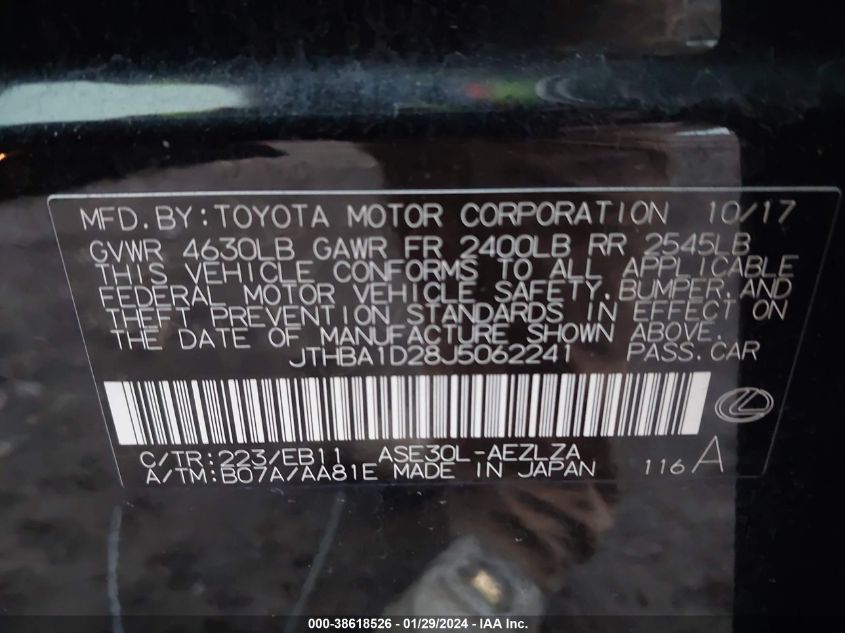 MFD.BY:TOYOTA MOTOR CORPORATION 10/17
GVWR 4630LB GAWR FR 2400LB RR 2545LB
THIS VEHICLE CONFORMS TO ALL APPLICABLE
FEDERAL MOTOR VEHICLE SAFETY,BUMPER,AND
THEFT PREVENTION STANDARDS IN EFFECT ON
THE DATE OF MANUFACTURE SHOWN ABOVE.
JTHBA1D28J5062241 PASS.CAR
C/TR:223/EB11 ASE30L-AEZLZA
A/TM:B07A/AA81E MADE IN JAPAN 116A
000-38618526 - 01/29/2024 - IAA Inc.